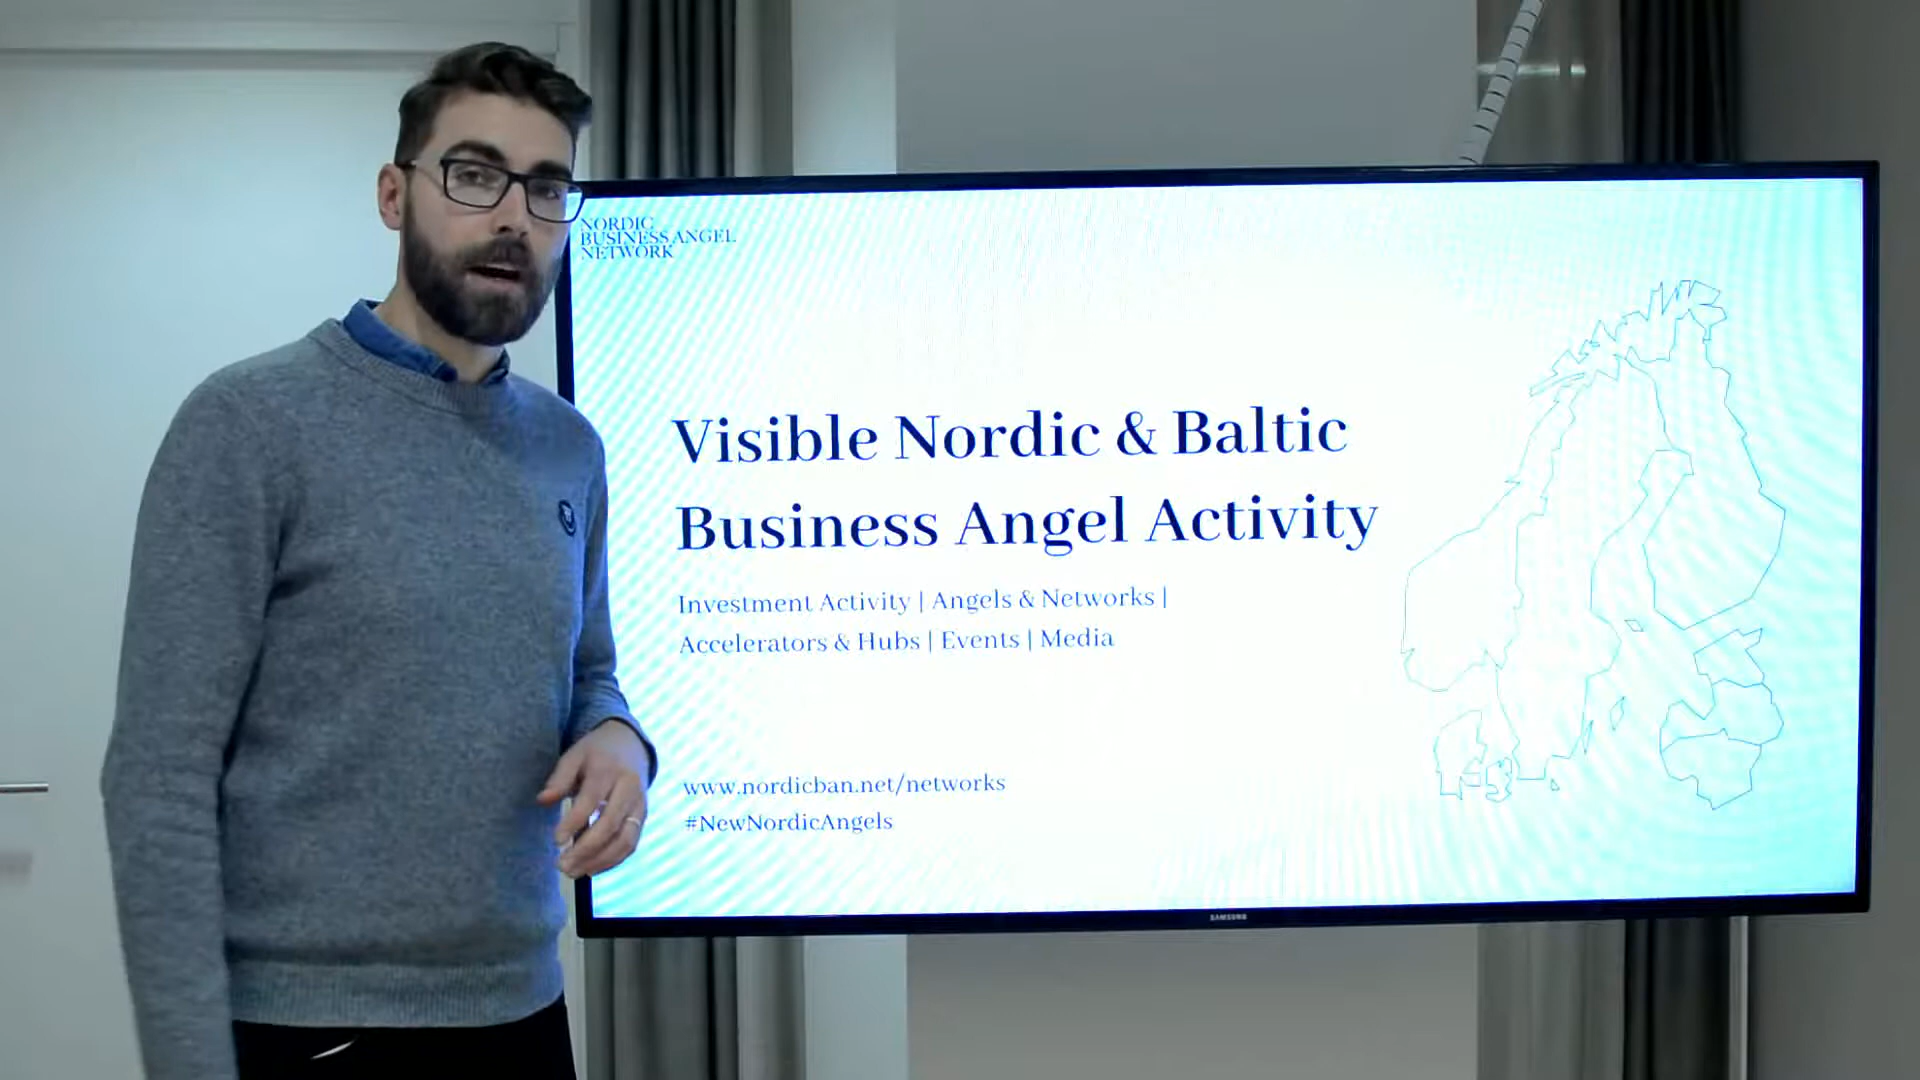 NORDIC
BUSINESS ANGEL
NETWORK
Visible Nordic & Baltic
Business Angel Activity
Investment Activity | Angels & Networks |
Accelerators & Hubs | Events | Media
www.nordicban.net/networks
#NewNordicAngels
SAMSUNG